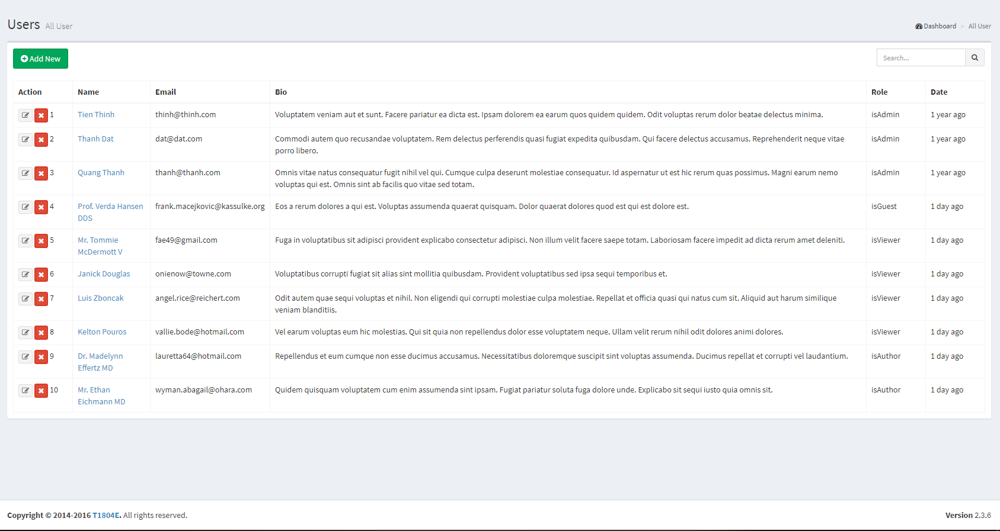 Users All User
Dashboard > All User
Add New
Search...
Action Name Email Bio Role Date
1 Tien Thinh thinh@thinh.com Voluptatem veniam aut et sunt. Facere pariatur ea dicta est. Ipsam dolorem ea earum quos quidem quidem. Odit voluptas rerum dolor beatae delectus minima. isAdmin 1 year ago
2 Thanh Dat dat@dat.com Commodi autem quo recusandae voluptatem. Rem delectus perferendis quasi fugiat expedita quibusdam. Qui facere delectus accusamus. Reprehenderit neque vitae isAdmin 1 year ago
porro libero.
3 Quang Thanh thanh@thanh.com Omnis vitae natus consequatur fugit nihil vel qui. Cumque culpa deserunt molestiae consequatur. Id aspernatur ut est hic rerum quas possimus. Magni earum nemo isAdmin 1 year ago
voluptas qui est. Omnis sint ab facilis quo vitae sed totam.
4 Prof. Verda Hansen frank.macejkovic@kassulke.org Eos a rerum dolores a qui est. Voluptas assumenda quaerat quisquam. Dolor quaerat dolores quod est qui est dolore est. isGuest 1 day ago
DDS
5 Mr. Tommie fae49@gmail.com Fuga in voluptatibus sit adipisci provident explicabo consectetur adipisci. Non illum velit facere saepe totam. Laboriosam facere impedit ad dicta rerum amet deleniti. isViewer 1 day ago
McDermott V
6 Janick Douglas onienow@towne.com Voluptatibus corrupti fugiat sit alias sint mollitia quibusdam. Provident voluptatibus sed ipsa sequi temporibus et. isViewer 1 day ago
7 Luis Zboncak angel.rice@reichert.com Odit autem quae sequi voluptas et nihil. Non eligendi qui corrupti molestiae culpa molestiae. Repellat et officia quasi qui natus cum sit. Aliquid aut harum similique isViewer 1 day ago
veniam blanditiis.
8 Kelton Pouros vallie.bode@hotmail.com Vel earum voluptas eum hic molestias. Qui sit quia non repellendus dolor esse voluptatem neque. Ullam velit rerum nihil odit dolores animi dolores. isViewer 1 day ago
9 Dr. Madelynn lauretta64@hotmail.com Repellendus et eum cumque non esse ducimus accusamus. Necessitatibus doloremque suscipit sint voluptas assumenda. Ducimus repellat et corrupti vel laudantium. isAuthor 1 day ago
Effertz MD
10 Mr. Ethan wyman.abagail@ohara.com Quidem quisquam voluptatem cum enim assumenda sint ipsam. Fugiat pariatur soluta fuga dolore unde. Explicabo sit sequi iusto quia omnis sit. isAuthor 1 day ago
Eichmann MD
Copyright © 2014-2016 T1804E. All rights reserved.
Version 2.3.6